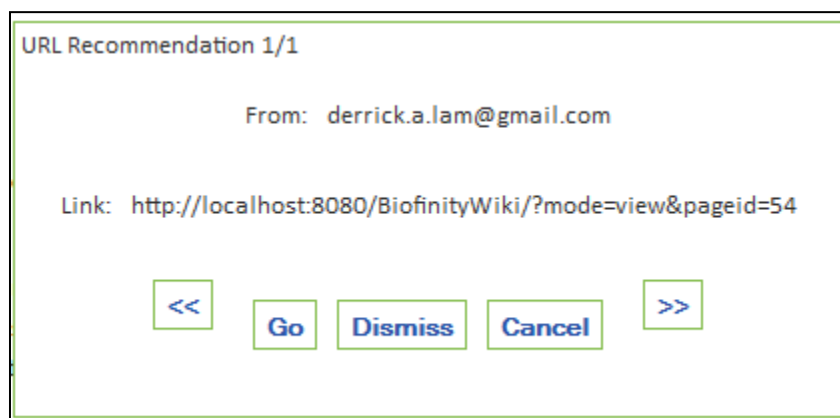 URL Recommendation 1/1
From: derrick.a.lam@gmail.com
Link: http://localhost:8080/BiofinityWiki/?mode=view&pageid=54
<< Go Dismiss Cancel >>